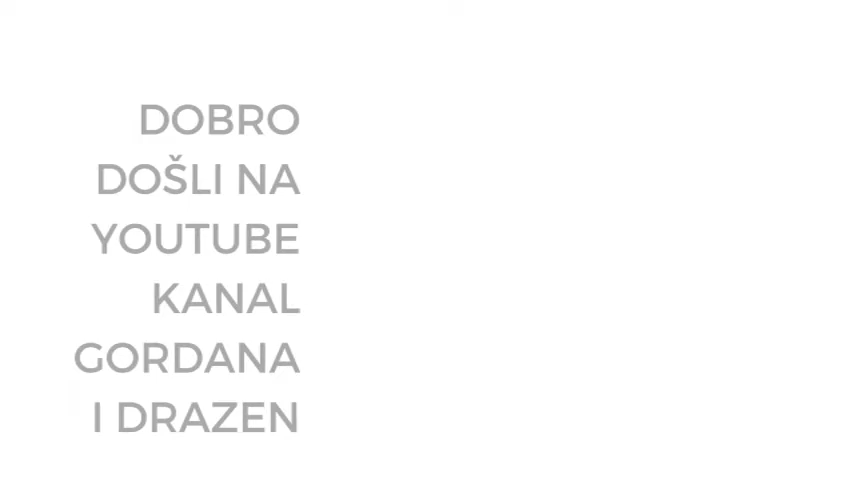 DOBRO
DOŠLI NA
YOUTUBE
KANAL
GORDANA
I DRAZEN